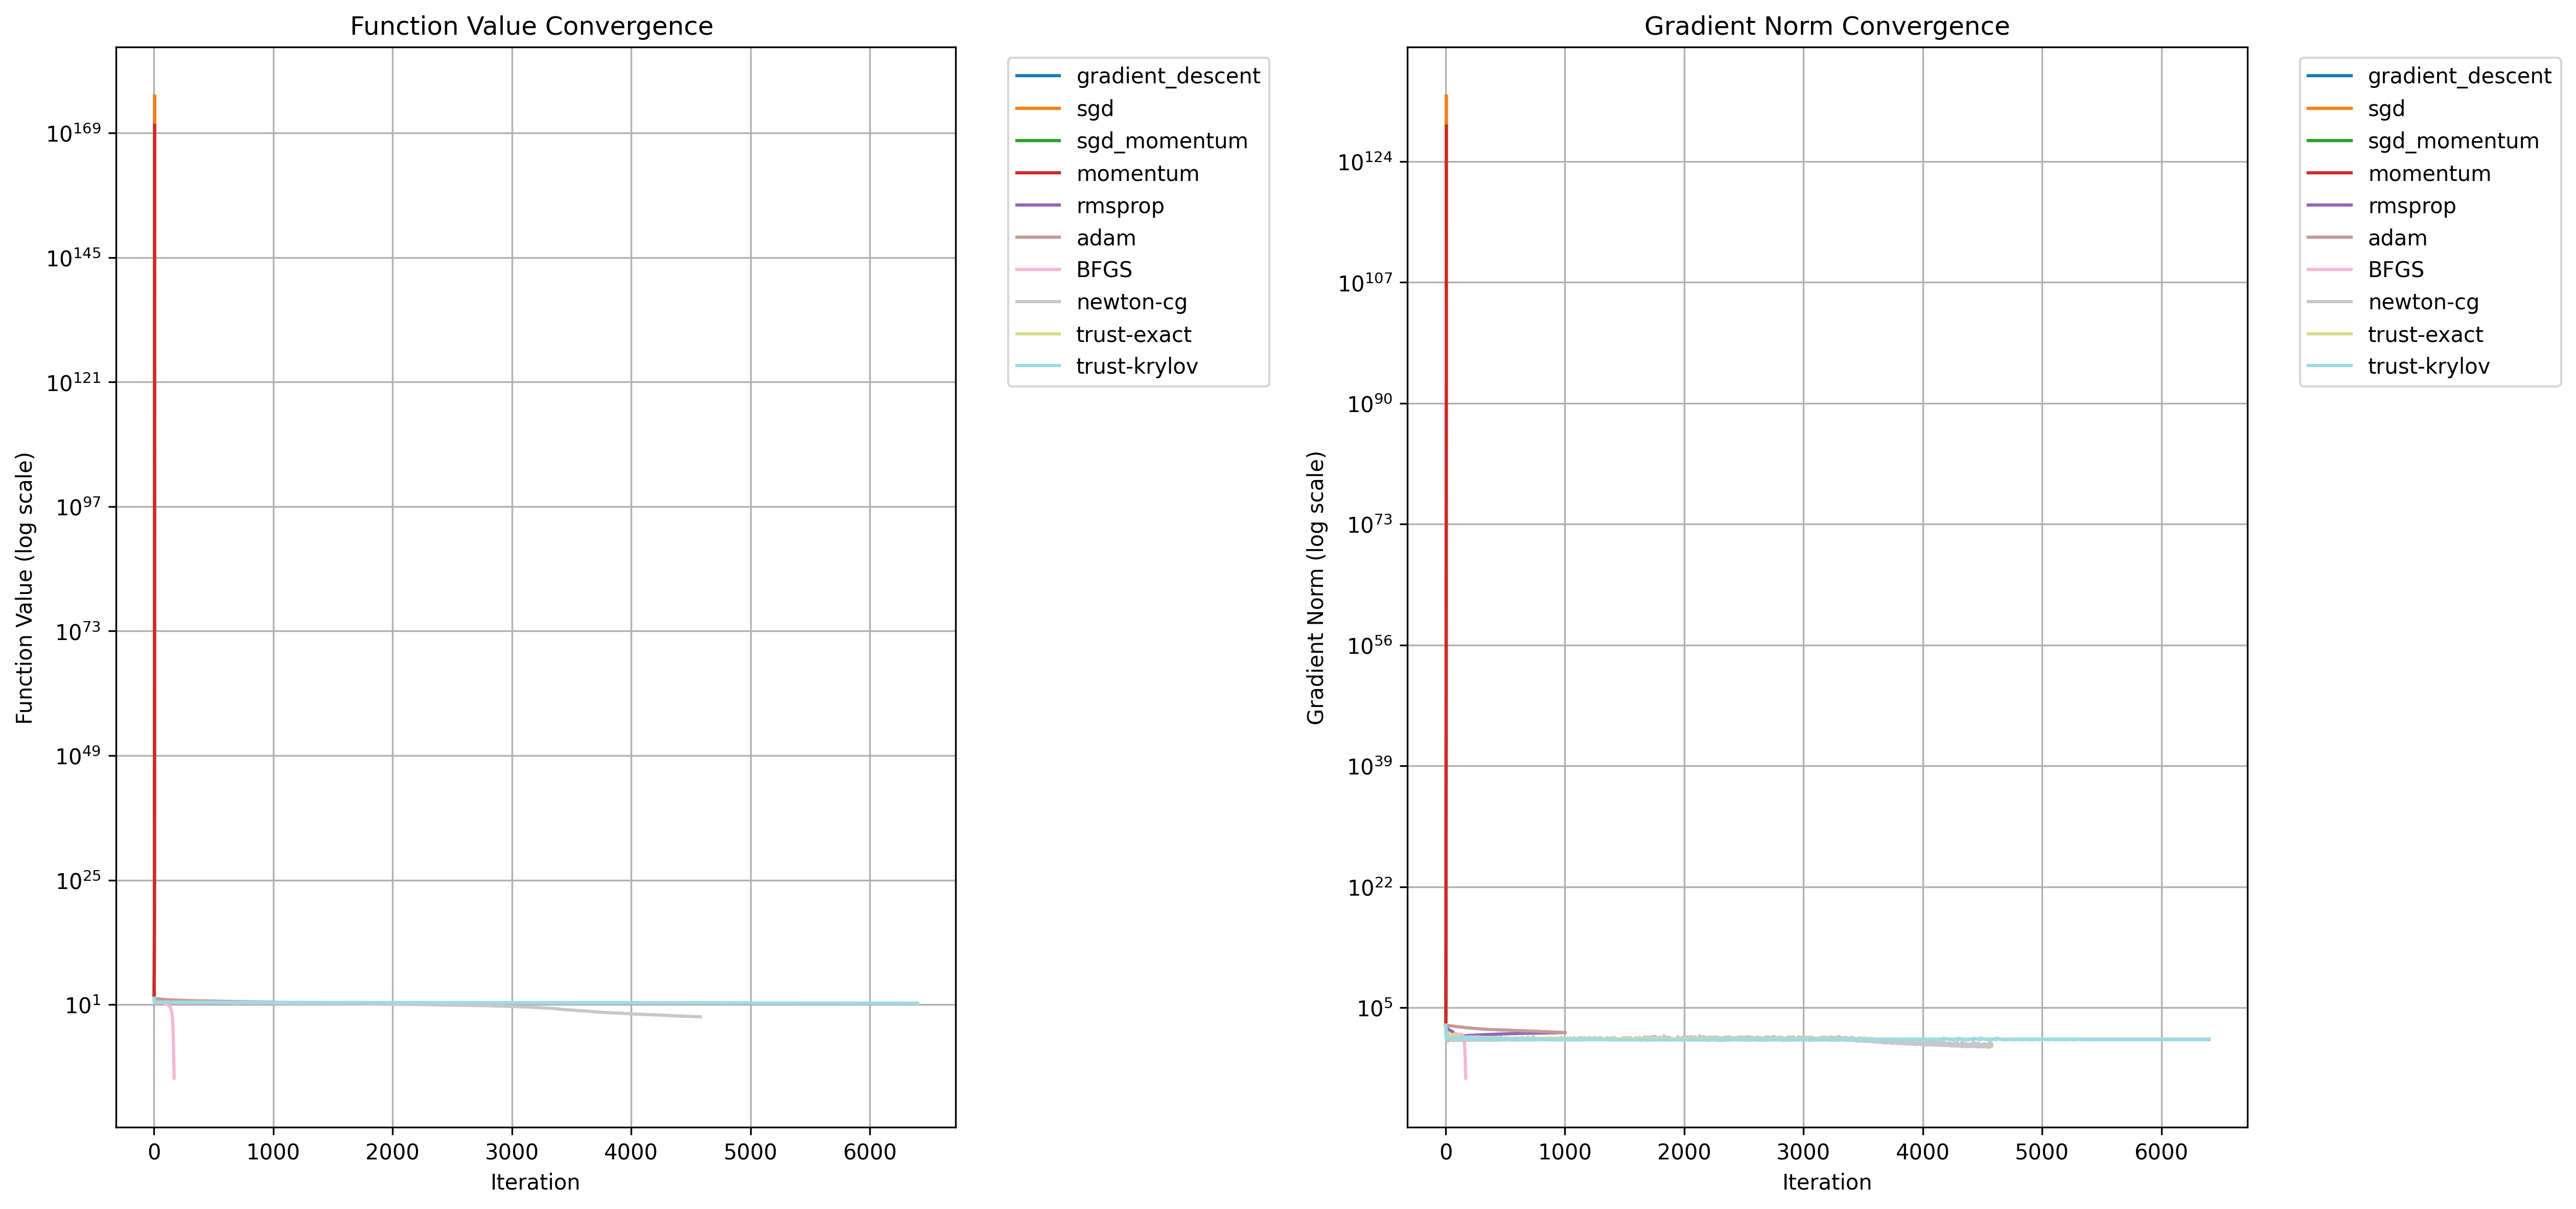 Function Value Convergence
Function Value (log scale)
10^169
10^145
10^121
10^97
10^73
10^49
10^25
10^1
0 1000 2000 3000 4000 5000 6000
Iteration
gradient_descent
sgd
sgd_momentum
momentum
rmsprop
adam
BFGS
newton-cg
trust-exact
trust-krylov
Gradient Norm Convergence
Gradient Norm (log scale)
10^124
10^107
10^90
10^73
10^56
10^39
10^22
10^5
0 1000 2000 3000 4000 5000 6000
Iteration
gradient_descent
sgd
sgd_momentum
momentum
rmsprop
adam
BFGS
newton-cg
trust-exact
trust-krylov